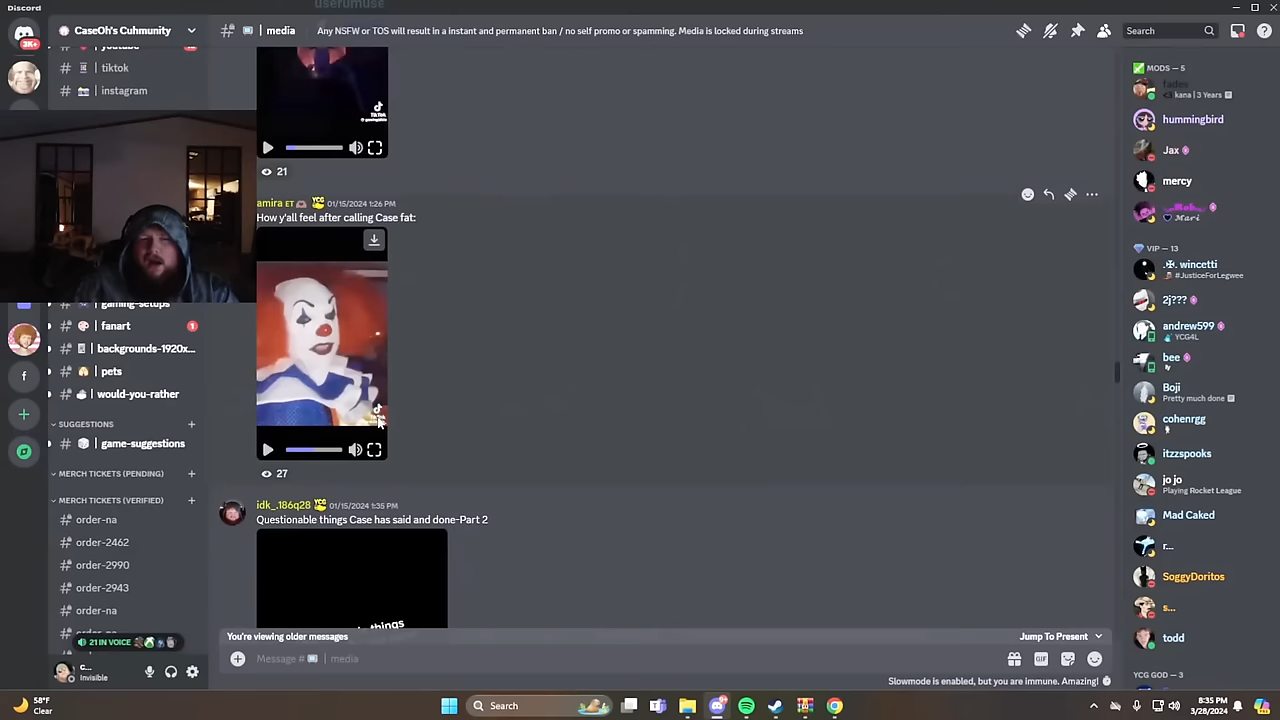 Discord
CaseOh's Cuhmunity
media
Any NSFW or TOS will result in a instant and permanent ban / no self promo or spamming. Media is locked during streams
Search
3K+
youtube
tiktok
instagram
gaming-setups
fanart
1
backgrounds-1920x...
pets
would-you-rather
SUGGESTIONS
game-suggestions
MERCH TICKETS (PENDING)
MERCH TICKETS (VERIFIED)
order-na
order-2462
order-2990
order-2943
order-na
21 IN VOICE
c...
Invisible
TikTok
21
amira ET YCG 01/15/2024 1:26 PM
How y'all feel after calling Case fat:
27
idk_.186q28 YCG 01/15/2024 1:35 PM
Questionable things Case has said and done-Part 2
things
You're viewing older messages
Jump To Present
Message # | media
GIF
Slowmode is enabled, but you are immune. Amazing!
MODS — 5
fades
kana | 3 Years
hummingbird
Jax
mercy
Mari
VIP — 13
.✠. wincetti
#JusticeForLegwee
2j???
andrew599
YCG4L
bee
Boji
Pretty much done
cohenrgg
itzzspooks
jo jo
Playing Rocket League
Mad Caked
r...
SoggyDoritos
s...
todd
YCG GOD — 3
58°F
Clear
Search
8:35 PM
3/28/2024